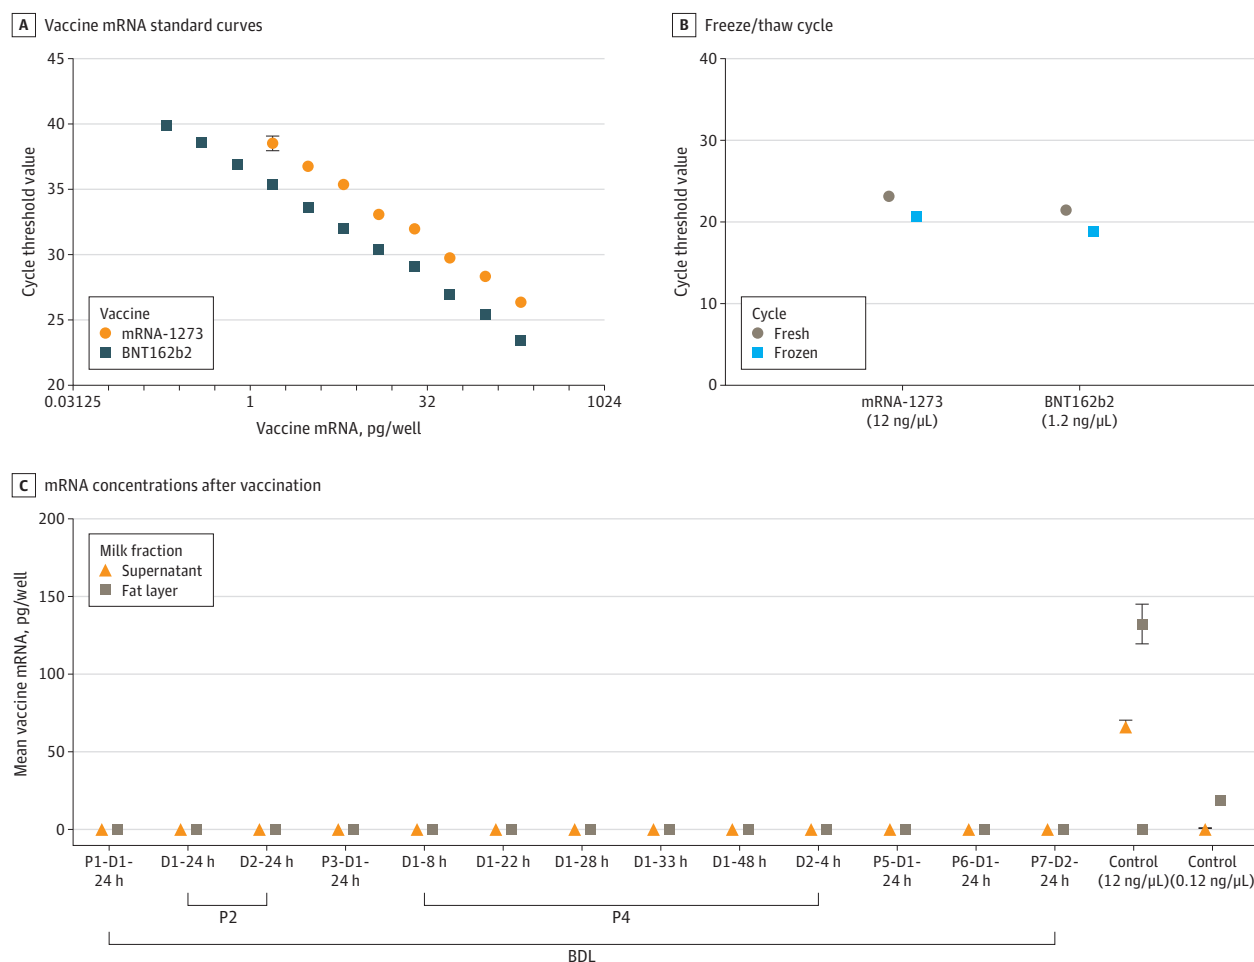 A Vaccine mRNA standard curves
45
40
35
30
25
20
Cycle threshold value
Vaccine
mRNA-1273
BNT162b2
0.03125 1 32 1024
Vaccine mRNA, pg/well
B Freeze/thaw cycle
40
30
20
10
0
Cycle threshold value
Cycle
Fresh
Frozen
mRNA-1273
(12 ng/μL)
BNT162b2
(1.2 ng/μL)
C mRNA concentrations after vaccination
200
150
100
50
0
Mean vaccine mRNA, pg/well
Milk fraction
Supernatant
Fat layer
P1-D1-
24 h
D1-24 h
D2-24 h
P3-D1-
24 h
D1-8 h
D1-22 h
D1-28 h
D1-33 h
D1-48 h
D2-4 h
P5-D1-
24 h
P6-D1-
24 h
P7-D2-
24 h
Control
(12 ng/μL)
Control
(0.12 ng/μL)
P2
P4
BDL